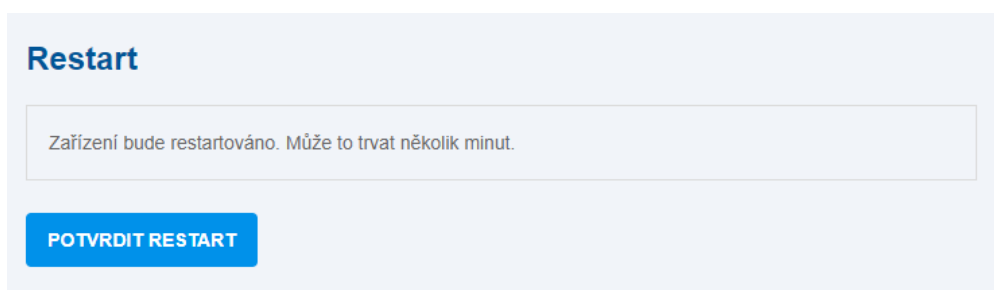 Restart
Zařízení bude restartováno. Může to trvat několik minut.
POTVRDIT RESTART